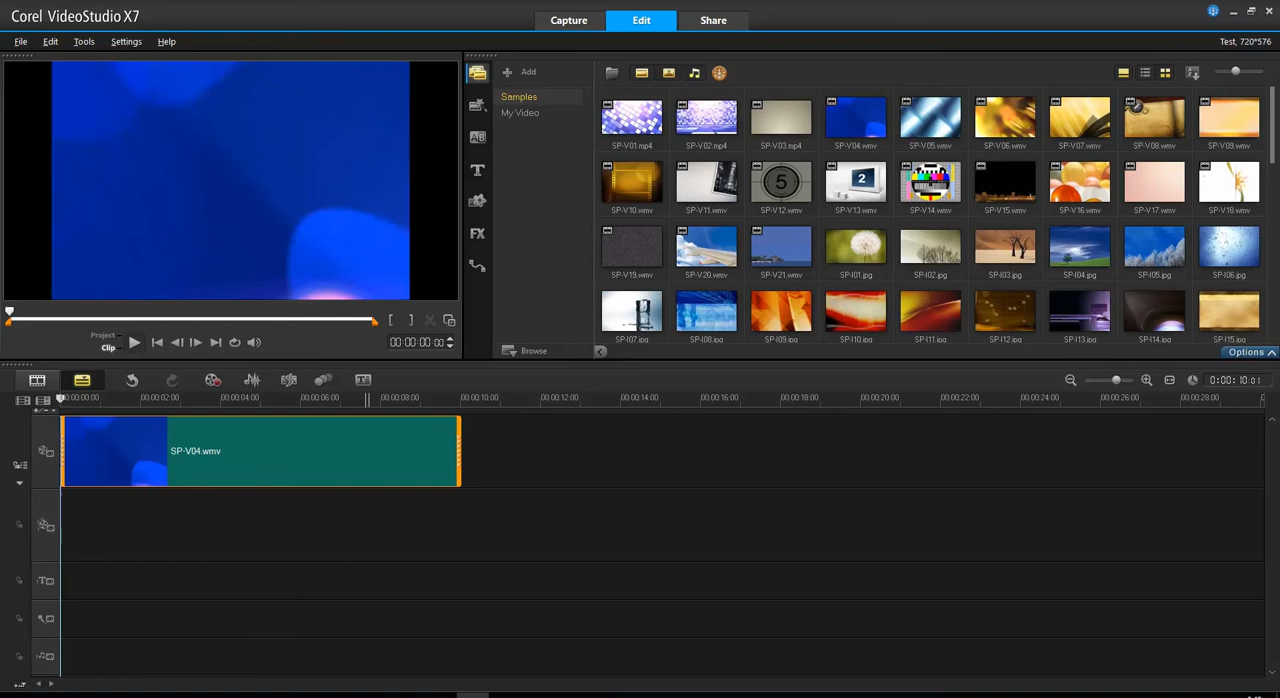 Corel VideoStudio X7
Capture
Edit
Share
File
Edit
Tools
Settings
Help
Test, 720*576
Add
Samples
My Video
SP-V01.mp4
SP-V02.mp4
SP-V03.mp4
SP-V04.wmv
SP-V05.wmv
SP-V06.wmv
SP-V07.wmv
SP-V08.wmv
SP-V09.wmv
SP-V10.wmv
SP-V11.wmv
SP-V12.wmv
SP-V13.wmv
SP-V14.wmv
SP-V15.wmv
SP-V16.wmv
SP-V17.wmv
SP-V18.wmv
SP-V19.wmv
SP-V20.wmv
SP-V21.wmv
SP-I01.jpg
SP-I02.jpg
SP-I03.jpg
SP-I04.jpg
SP-I05.jpg
SP-I06.jpg
SP-I07.jpg
SP-I08.jpg
SP-I09.jpg
SP-I10.jpg
SP-I11.jpg
SP-I12.jpg
SP-I13.jpg
SP-I14.jpg
SP-I15.jpg
AB
T
FX
5
2
Project
Clip
[ ]
00:00:00:00
Browse
Options
0:00:10:01
00:00:02:00
00:00:04:00
00:00:06:00
00:00:08:00
00:00:10:00
00:00:12:00
00:00:14:00
00:00:16:00
00:00:18:00
00:00:20:00
00:00:22:00
00:00:24:00
00:00:26:00
00:00:28:00
SP-V04.wmv